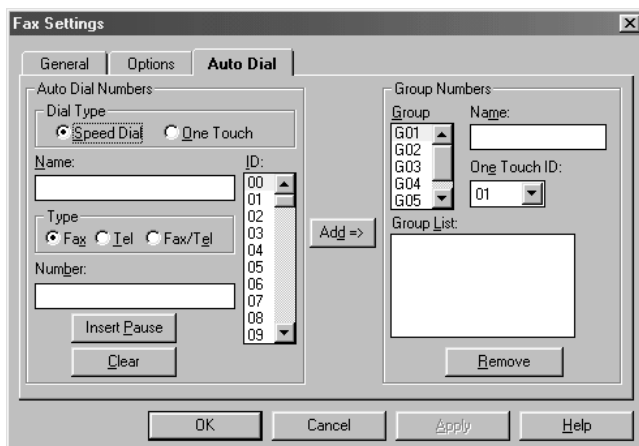 Fax Settings
General Options Auto Dial
Auto Dial Numbers
Dial Type
Speed Dial One Touch
Name:
ID:
00
01
02
03
04
05
06
07
08
09
Type
Fax Tel Fax/Tel
Number:
Insert Pause
Clear
Add =>
Group Numbers
Group
G01
G02
G03
G04
G05
Name:
One Touch ID:
01
Group List:
Remove
OK Cancel Apply Help